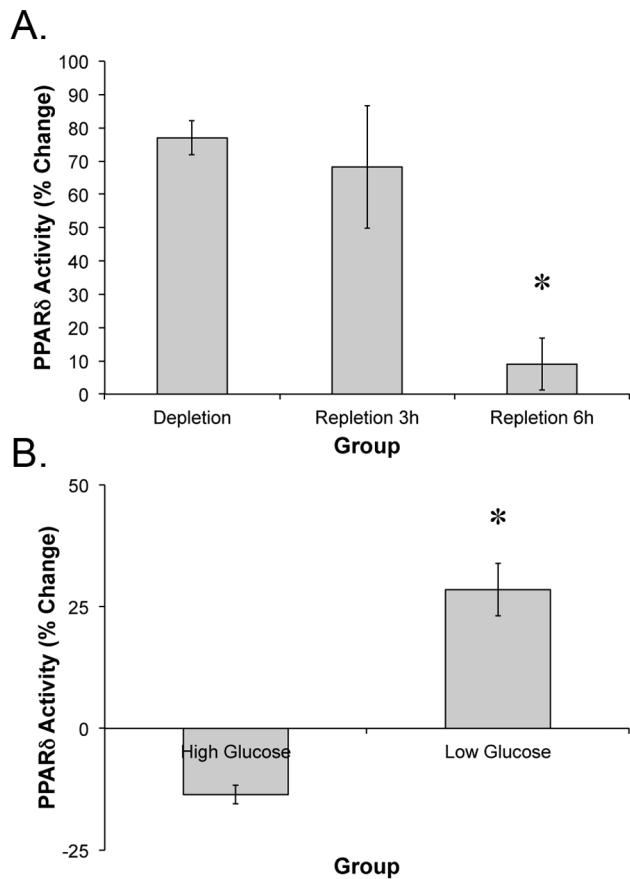 A.
PPARδ Activity (% Change)
100
90
80
70
60
50
40
30
20
10
0
*
Depletion Repletion 3h Repletion 6h
Group
B.
PPARδ Activity (% Change)
50
25
0
-25
*
High Glucose Low Glucose
Group